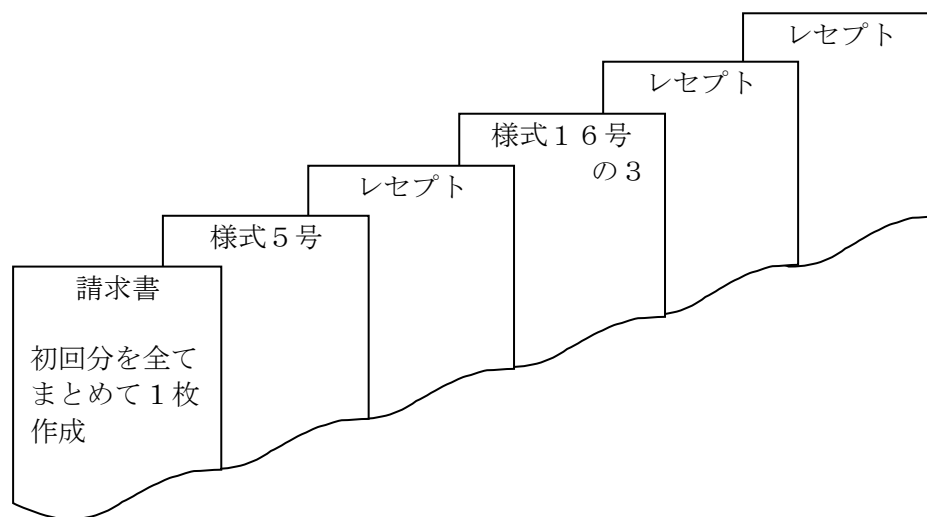 請求書
初回分を全て
まとめて１枚
作成
様式５号
レセプト
様式１６号
の３
レセプト
レセプト